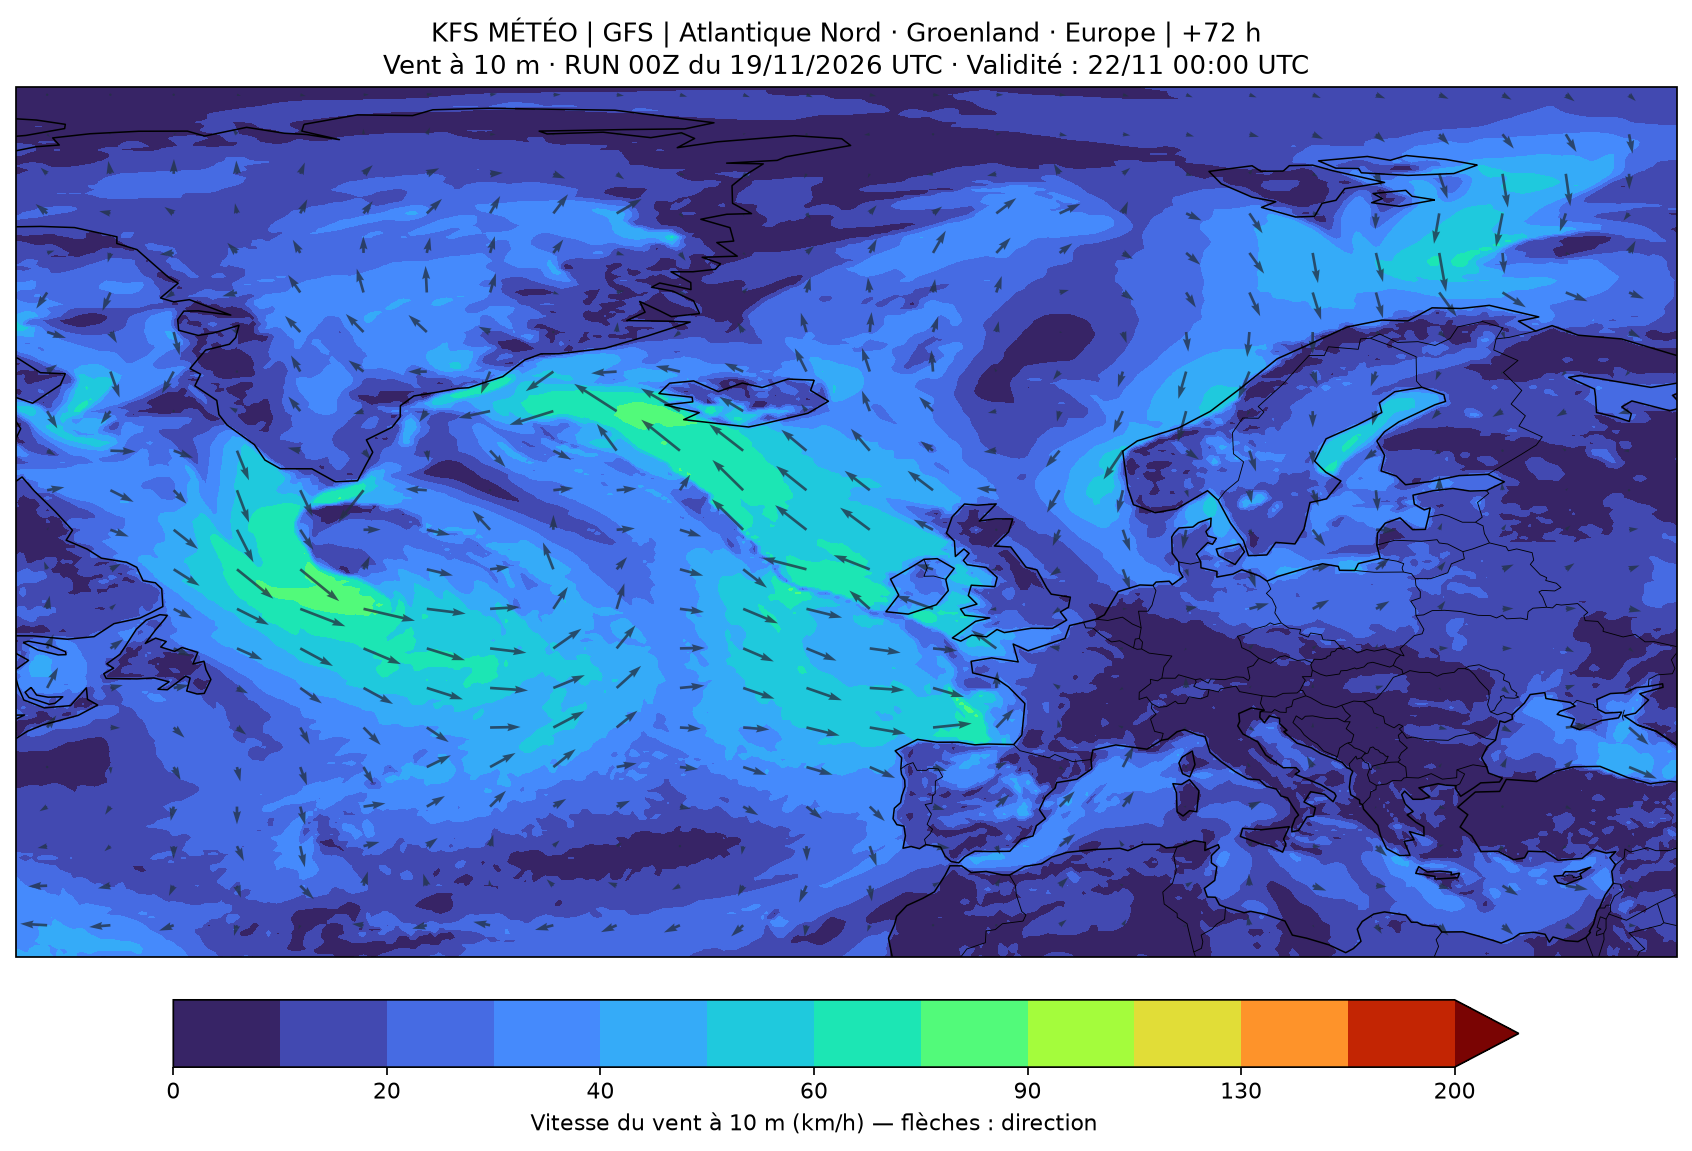 KFS MÉTÉO | GFS | Atlantique Nord · Groenland · Europe | +72 h
Vent à 10 m · RUN 00Z du 19/11/2026 UTC · Validité : 22/11 00:00 UTC
0 20 40 60 90 130 200
Vitesse du vent à 10 m (km/h) — flèches : direction